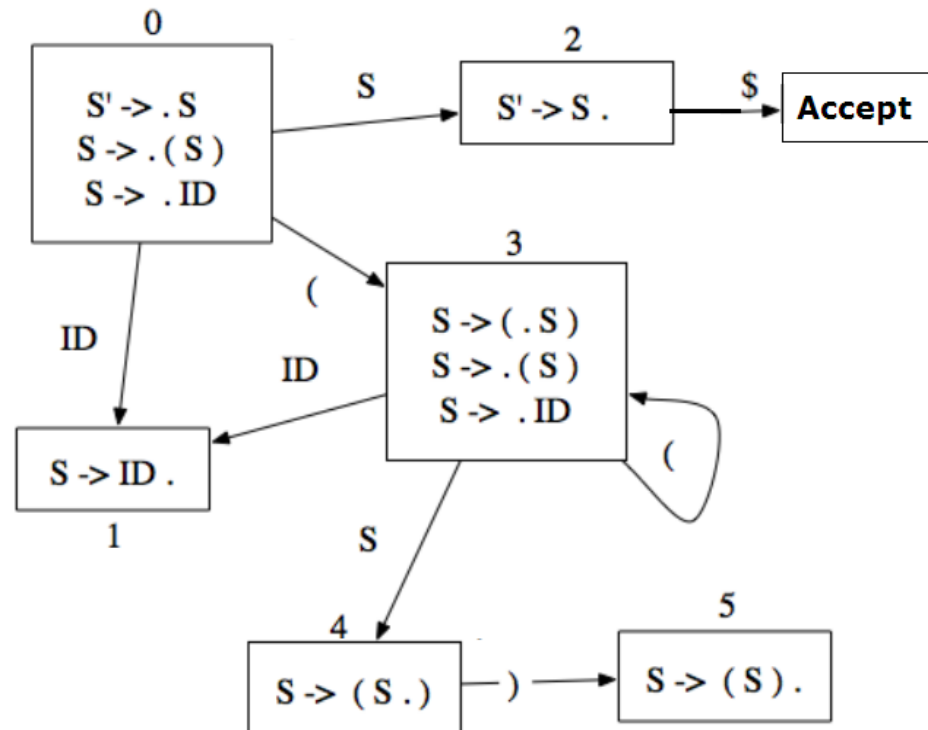 0
S' -> . S
S -> . ( S )
S -> . ID
S
2
S' -> S .
$
Accept
(
ID
3
S -> ( . S )
S -> . ( S )
S -> . ID
ID
(
S -> ID .
1
S
4
S -> ( S . )
)
5
S -> ( S ) .